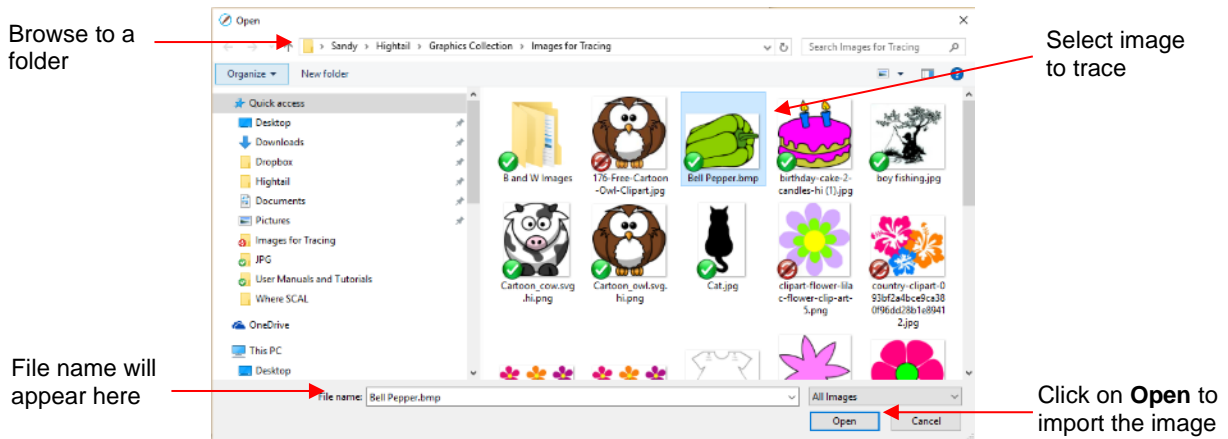 Open
Browse to a
folder
Sandy > Hightail > Graphics Collection > Images for Tracing
Search Images for Tracing
Select image
to trace
Organize
New folder
Quick access
Desktop
Downloads
Dropbox
Hightail
Documents
Pictures
Images for Tracing
JPG
User Manuals and Tutorials
Where SCAL
OneDrive
This PC
Desktop
B and W Images
176-Free-Cartoon
-Owl-Clipart.jpg
Bell Pepper.bmp
birthday-cake-2-
candles-hi (1).jpg
boy fishing.jpg
Cartoon_cow.svg
.hi.png
Cartoon_owl.svg.
hi.png
Cat.jpg
clipart-flower-lila
c-flower-clip-art-
5.png
country-clipart-0
93bf2a4bce9ca38
0f96dd28b1e8941
2.jpg
File name will
appear here
File name: Bell Pepper.bmp
All Images
Open
Cancel
Click on Open to
import the image